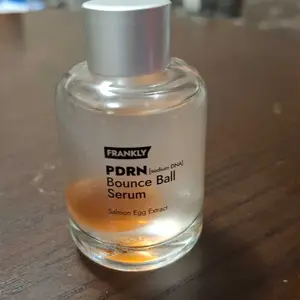 FRANKLY
PDRN [sodium DNA]
Bounce Ball
Serum
Salmon Egg Extract